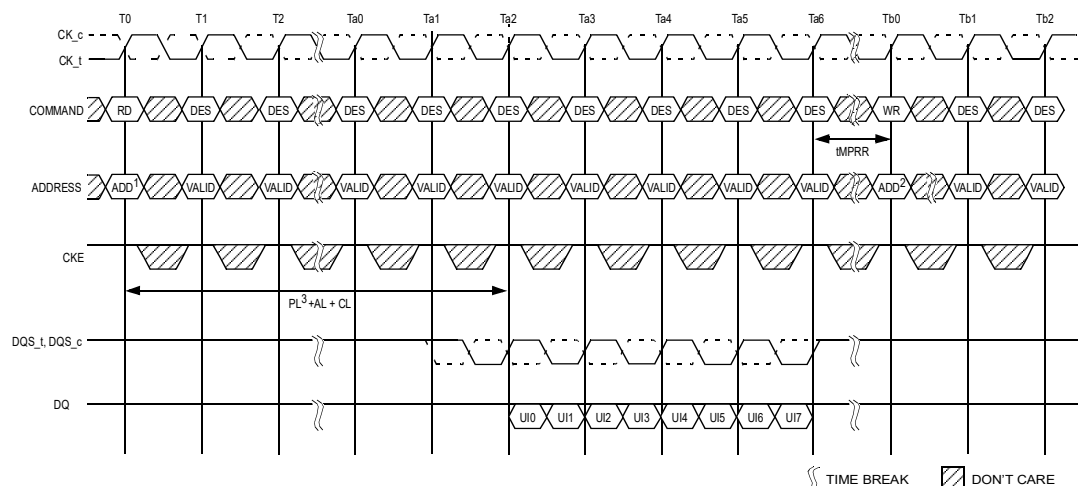 T0 T1 T2 Ta0 Ta1 Ta2 Ta3 Ta4 Ta5 Ta6 Tb0 Tb1 Tb2
CK_c
CK_t
COMMAND RD DES DES DES DES DES DES DES DES DES WR DES DES
tMPRR
ADDRESS ADD1 VALID VALID VALID VALID VALID VALID VALID VALID VALID ADD2 VALID VALID
CKE
PL3+AL + CL
DQS_t, DQS_c
DQ UI0 UI1 UI2 UI3 UI4 UI5 UI6 UI7
TIME BREAK DON'T CARE